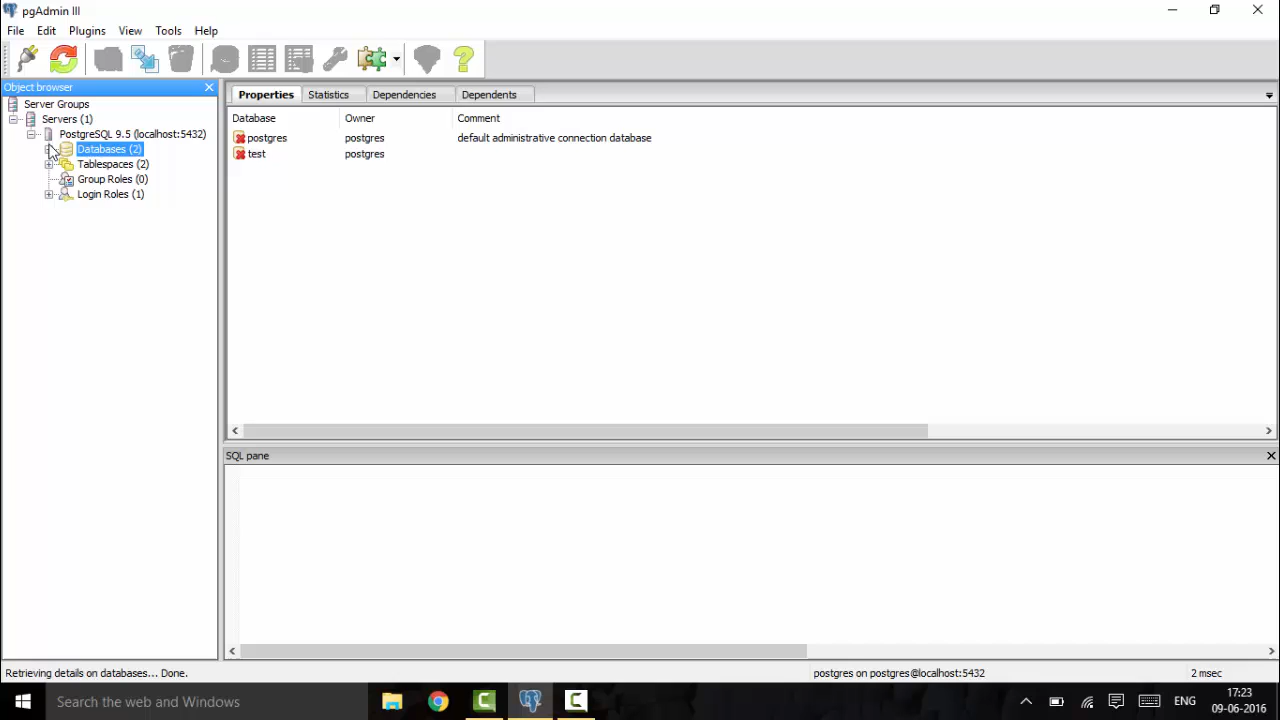 pgAdmin III
File Edit Plugins View Tools Help
Object browser
Server Groups
Servers (1)
PostgreSQL 9.5 (localhost:5432)
Databases (2)
Tablespaces (2)
Group Roles (0)
Login Roles (1)
Properties Statistics Dependencies Dependents
Database Owner Comment
postgres postgres default administrative connection database
test postgres
SQL pane
Retrieving details on databases... Done. postgres on postgres@localhost:5432 2 msec
Search the web and Windows
ENG
17:23
09-06-2016